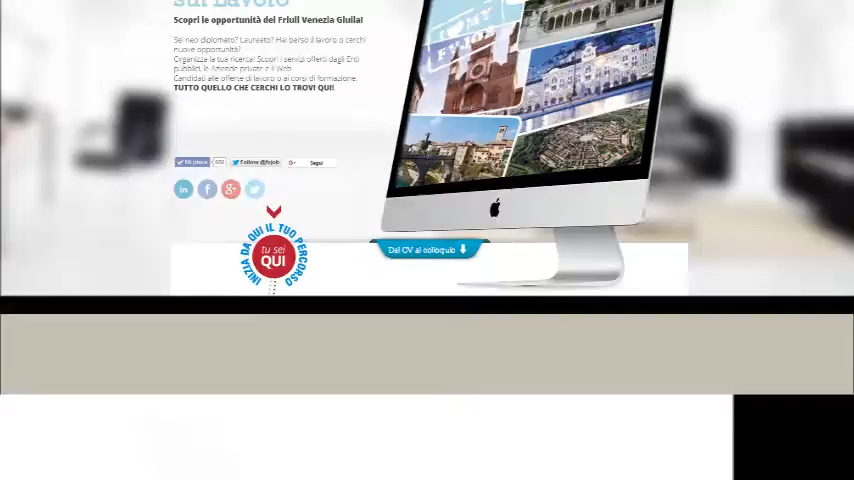 sul Lavoro
Scopri le opportunità del Friuli Venezia Giulia!
Sei neo diplomato? Laureato? Hai perso il lavoro o cerchi
nuove opportunità?
Organizza la tua ricerca! Scopri i servizi offerti dagli Enti
pubblici, le Aziende private e il Web.
Candidati alle offerte di lavoro o ai corsi di formazione.
TUTTO QUELLO CHE CERCHI LO TROVI QUI!
I ♥ MY
FVJOB
Mi piace
Follow @fvjob
Segui
in f g+
INIZIA DA QUI IL TUO PERCORSO
tu sei
QUI
Dal CV al colloquio